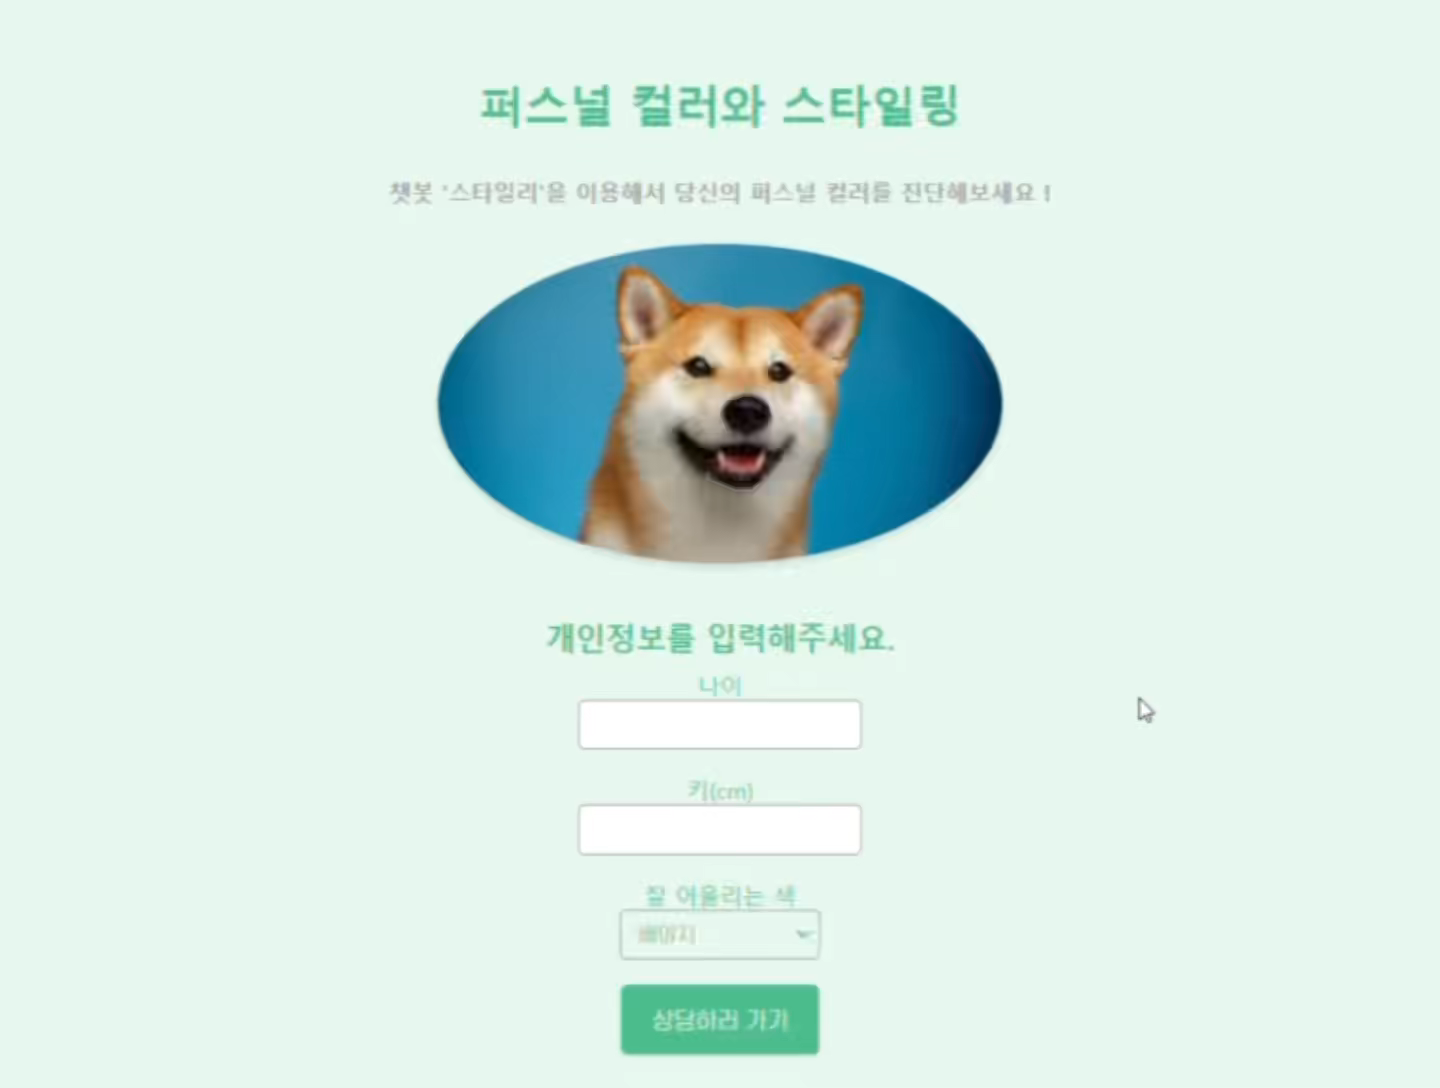 퍼스널 컬러와 스타일링
챗봇 '스타일리'을 이용해서 당신의 퍼스널 컬러를 진단해보세요 !
개인정보를 입력해주세요.
나이
키(cm)
잘 어울리는 색
베이지
상담하러 가기